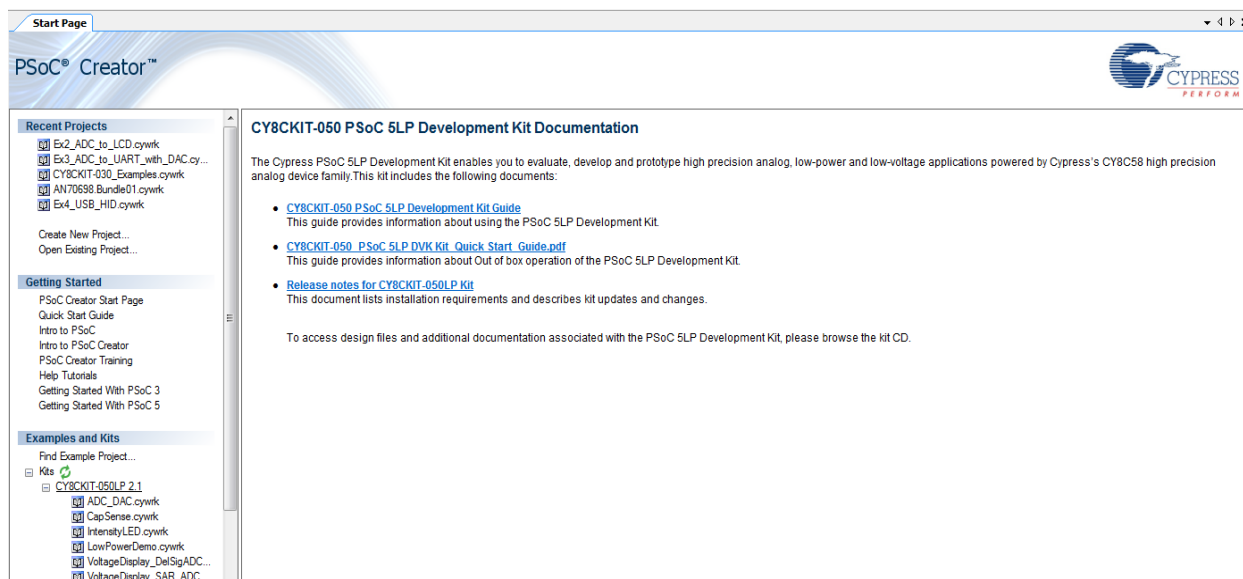 Start Page
PSoC® Creator™
CYPRESS
PERFORM
Recent Projects
Ex2_ADC_to_LCD.cywrk
Ex3_ADC_to_UART_with_DAC.cy...
CY8CKIT-030_Examples.cywrk
AN70698.Bundle01.cywrk
Ex4_USB_HID.cywrk
Create New Project...
Open Existing Project...
Getting Started
PSoC Creator Start Page
Quick Start Guide
Intro to PSoC
Intro to PSoC Creator
PSoC Creator Training
Help Tutorials
Getting Started With PSoC 3
Getting Started With PSoC 5
Examples and Kits
Find Example Project...
Kits
CY8CKIT-050LP 2.1
ADC_DAC.cywrk
CapSense.cywrk
IntensityLED.cywrk
LowPowerDemo.cywrk
VoltageDisplay_DelSigADC...
VoltageDisplay_SAR_ADC
CY8CKIT-050 PSoC 5LP Development Kit Documentation
The Cypress PSoC 5LP Development Kit enables you to evaluate, develop and prototype high precision analog, low-power and low-voltage applications powered by Cypress's CY8C58 high precision
analog device family.This kit includes the following documents:
• CY8CKIT-050 PSoC 5LP Development Kit Guide
This guide provides information about using the PSoC 5LP Development Kit.
• CY8CKIT-050_PSoC 5LP DVK Kit_Quick_Start_Guide.pdf
This guide provides information about Out of box operation of the PSoC 5LP Development Kit.
• Release notes for CY8CKIT-050LP Kit
This document lists installation requirements and describes kit updates and changes.
To access design files and additional documentation associated with the PSoC 5LP Development Kit, please browse the kit CD.